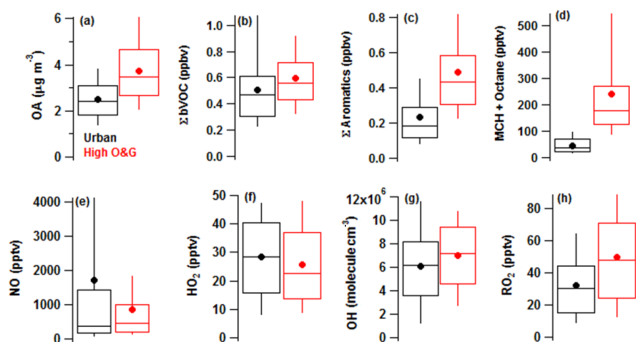 (a)
OA (µg m⁻³)
6
4
2
0
Urban
High O&G
(b)
ΣbVOC (ppbv)
1.0
0.8
0.6
0.4
0.2
0.0
(c)
Σ Aromatics (ppbv)
0.8
0.6
0.4
0.2
0.0
(d)
MCH + Octane (pptv)
500
400
300
200
100
0
(e)
NO (pptv)
4000
3000
2000
1000
0
(f)
HO₂ (pptv)
50
40
30
20
10
0
(g)
OH (molecule cm⁻³)
12x10⁶
10
8
6
4
2
0
(h)
RO₂ (pptv)
80
60
40
20
0